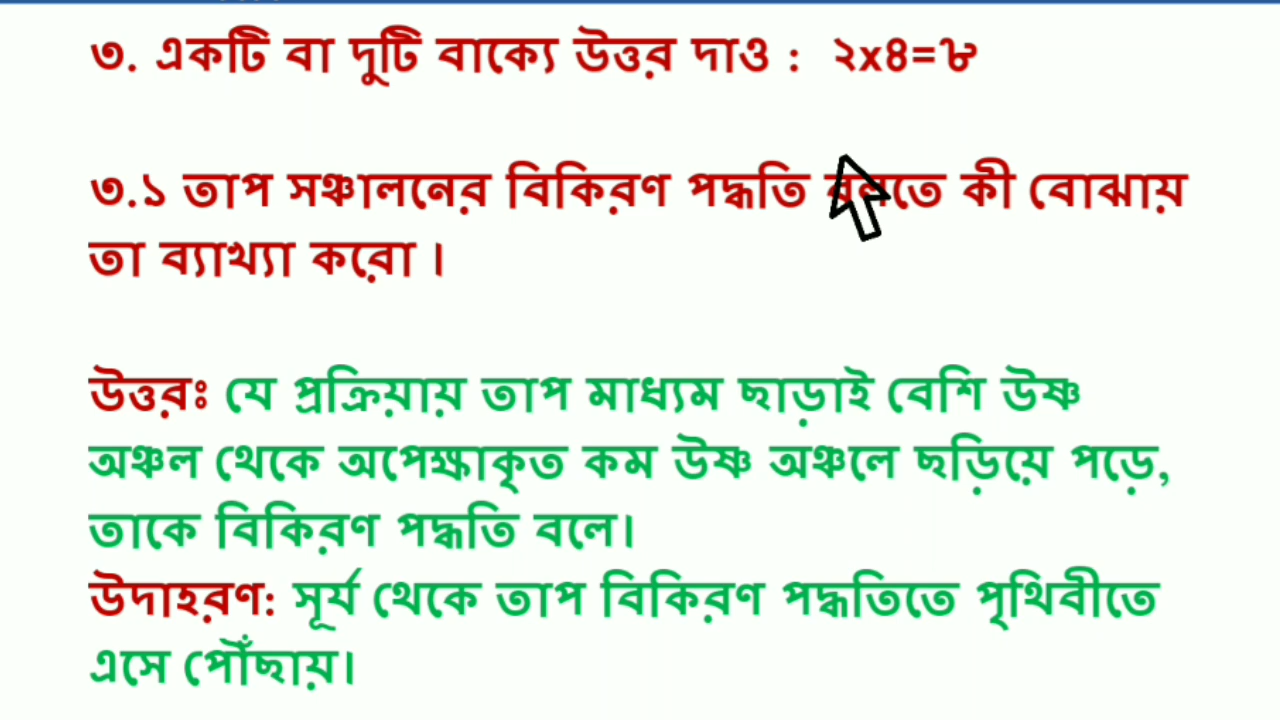 ৩. একটি বা দুটি বাক্যে উত্তর দাও : ২x৪=৮
৩.১ তাপ সঞ্চালনের বিকিরণ পদ্ধতি বলতে কী বোঝায়
তা ব্যাখ্যা করো ।
উত্তরঃ যে প্রক্রিয়ায় তাপ মাধ্যম ছাড়াই বেশি উষ্ণ
অঞ্চল থেকে অপেক্ষাকৃত কম উষ্ণ অঞ্চলে ছড়িয়ে পড়ে,
তাকে বিকিরণ পদ্ধতি বলে।
উদাহরণ: সূর্য থেকে তাপ বিকিরণ পদ্ধতিতে পৃথিবীতে
এসে পৌঁছায়।